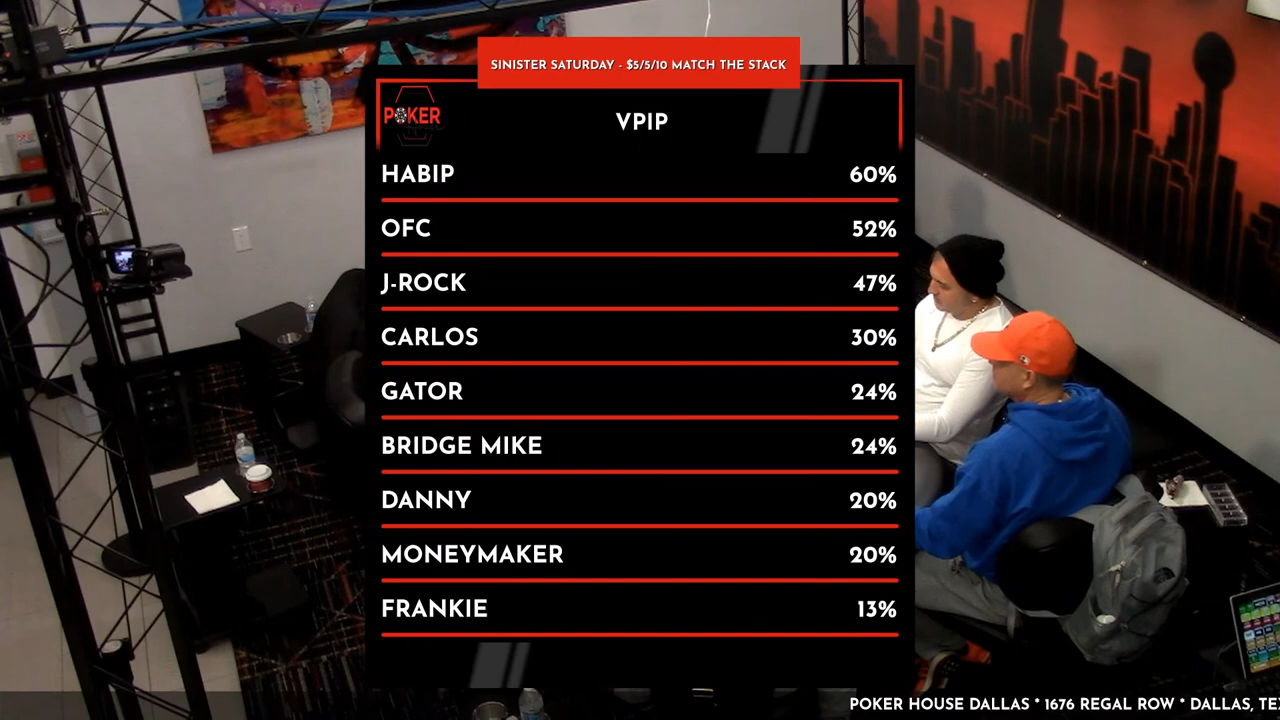 SINISTER SATURDAY - $5/5/10 MATCH THE STACK
POKER
VPIP
HABIP 60%
OFC 52%
J-ROCK 47%
CARLOS 30%
GATOR 24%
BRIDGE MIKE 24%
DANNY 20%
MONEYMAKER 20%
FRANKIE 13%
POKER HOUSE DALLAS * 1676 REGAL ROW * DALLAS, TE